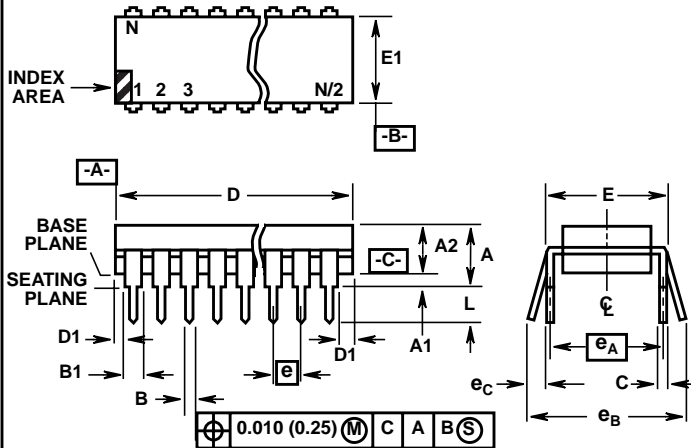 N
E1
INDEX
AREA
1 2 3 N/2
-B-
-A-
D
E
BASE
PLANE
A2
A
-C-
SEATING
PLANE
L
C
L
D1
A1
D1
B1
e
eA
B
eC
C
eB
0.010 (0.25) M C A B S